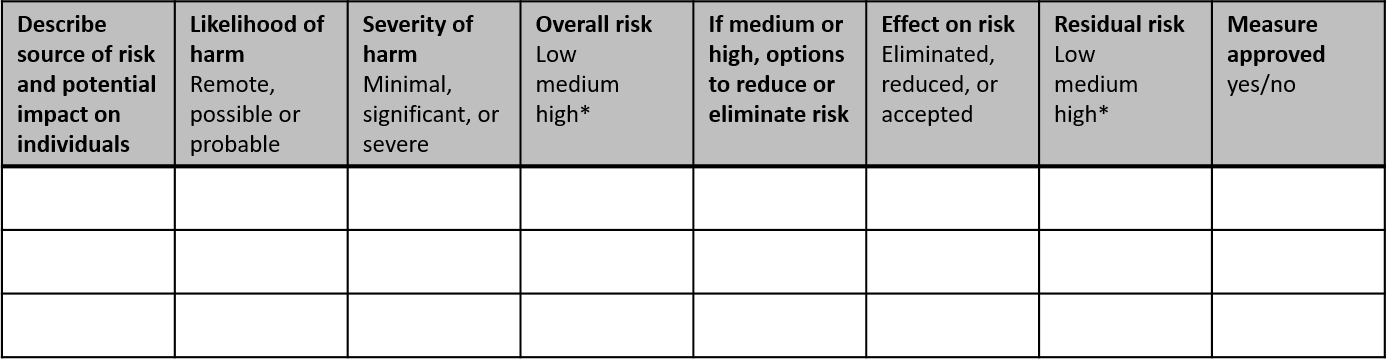 Describe
source of risk
and potential
impact on
individuals
Likelihood of
harm
Remote,
possible or
probable
Severity of
harm
Minimal,
significant, or
severe
Overall risk
Low
medium
high*
If medium or
high, options
to reduce or
eliminate risk
Effect on risk
Eliminated,
reduced, or
accepted
Residual risk
Low
medium
high*
Measure
approved
yes/no